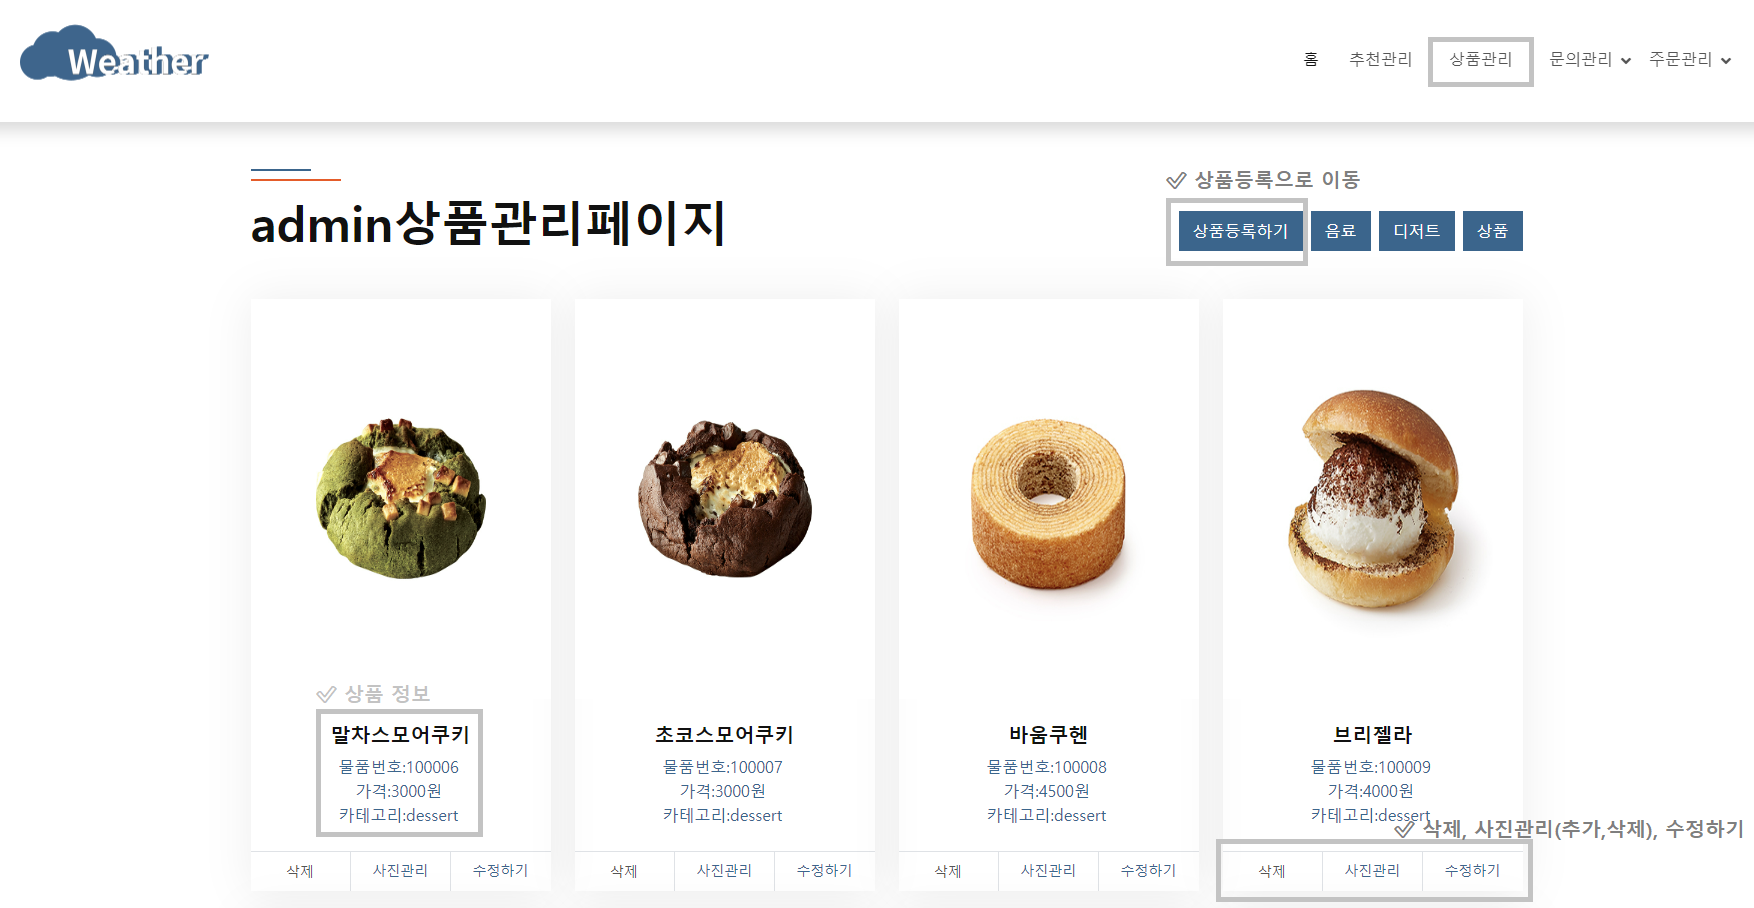 Weather
홈 추천관리 상품관리 문의관리 주문관리
상품등록으로 이동
admin상품관리페이지
상품등록하기 음료 디저트 상품
상품 정보
말차스모어쿠키
물품번호:100006
가격:3000원
카테고리:dessert
삭제 사진관리 수정하기
초코스모어쿠키
물품번호:100007
가격:3000원
카테고리:dessert
삭제 사진관리 수정하기
바움쿠헨
물품번호:100008
가격:4500원
카테고리:dessert
삭제 사진관리 수정하기
브리젤라
물품번호:100009
가격:4000원
카테고리:dessert
삭제, 사진관리(추가,삭제), 수정하기
삭제 사진관리 수정하기